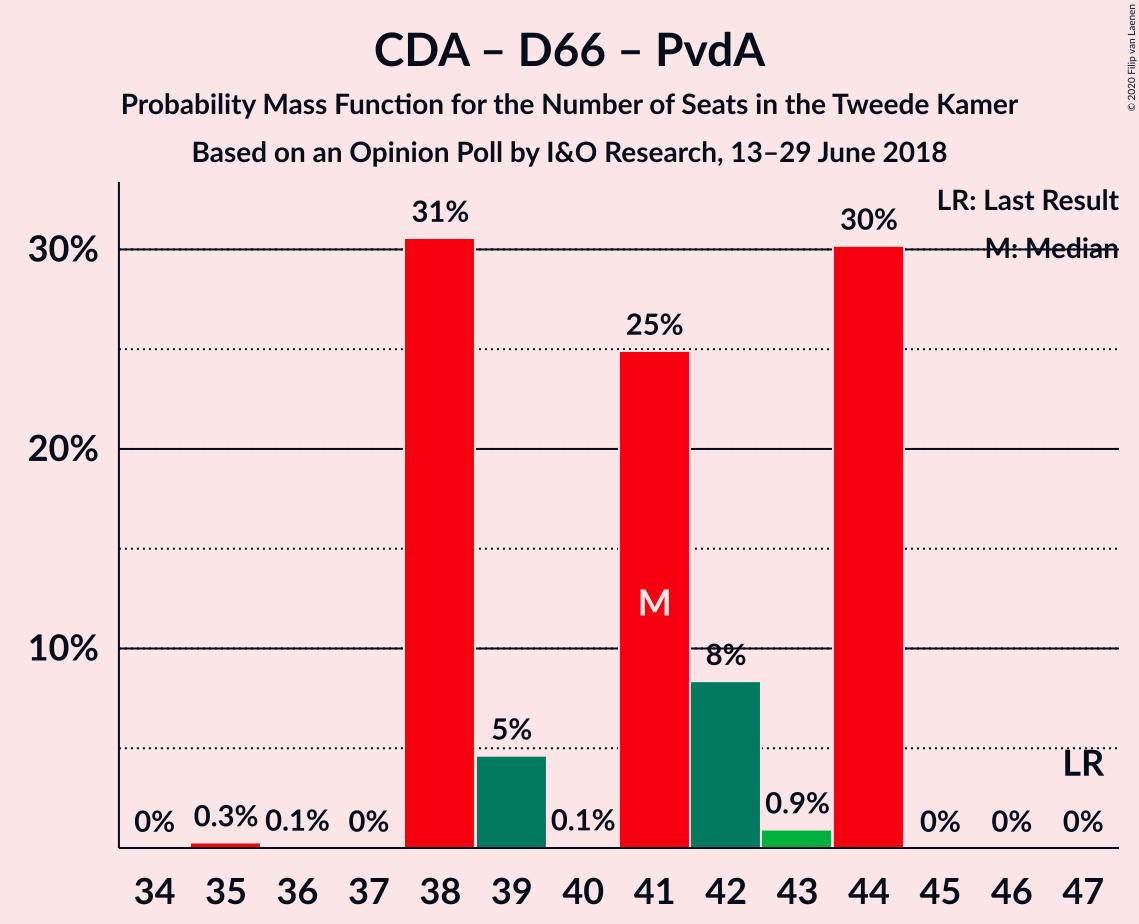 CDA – D66 – PvdA
Probability Mass Function for the Number of Seats in the Tweede Kamer
Based on an Opinion Poll by I&O Research, 13–29 June 2018
© 2020 Filip van Laenen
LR: Last Result
M: Median
30%
20%
10%
0%
0.3%
0.1%
0%
31%
5%
0.1%
25%
M
8%
0.9%
30%
0%
0%
0%
LR
34 35 36 37 38 39 40 41 42 43 44 45 46 47